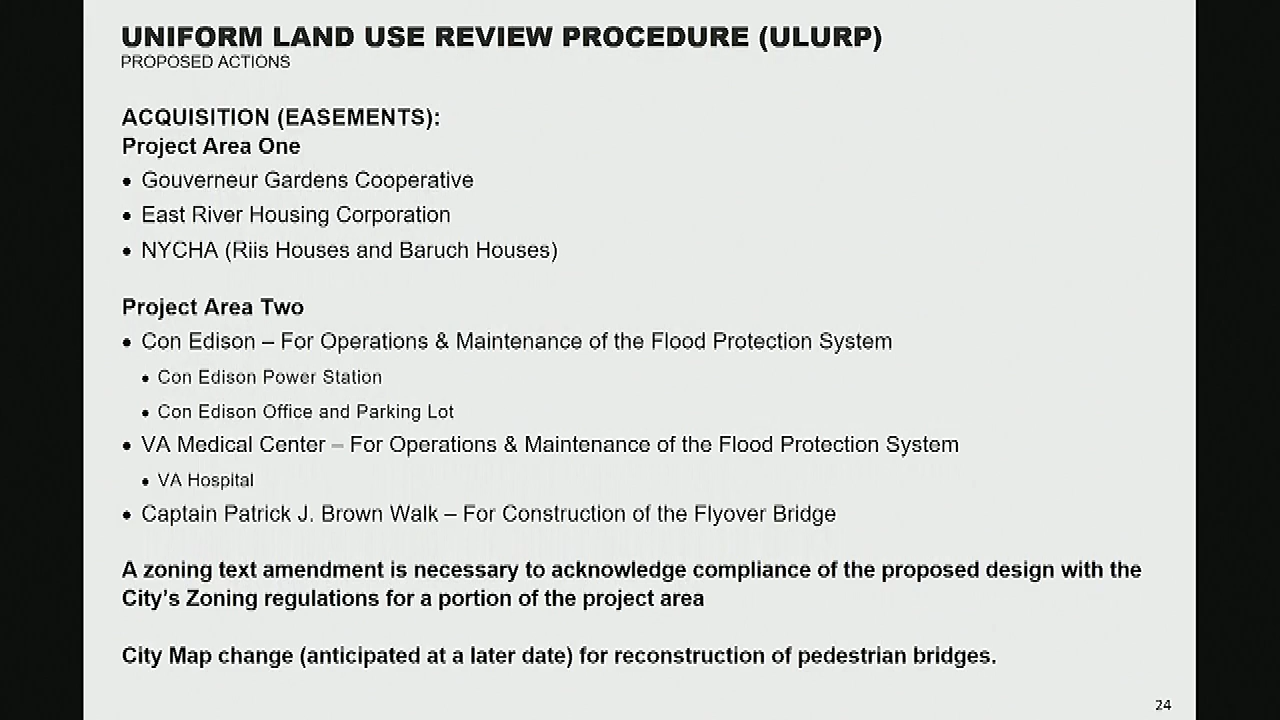 UNIFORM LAND USE REVIEW PROCEDURE (ULURP)
PROPOSED ACTIONS
ACQUISITION (EASEMENTS):
Project Area One
• Gouverneur Gardens Cooperative
• East River Housing Corporation
• NYCHA (Riis Houses and Baruch Houses)
Project Area Two
• Con Edison – For Operations & Maintenance of the Flood Protection System
• Con Edison Power Station
• Con Edison Office and Parking Lot
• VA Medical Center – For Operations & Maintenance of the Flood Protection System
• VA Hospital
• Captain Patrick J. Brown Walk – For Construction of the Flyover Bridge
A zoning text amendment is necessary to acknowledge compliance of the proposed design with the
City's Zoning regulations for a portion of the project area
City Map change (anticipated at a later date) for reconstruction of pedestrian bridges.
24